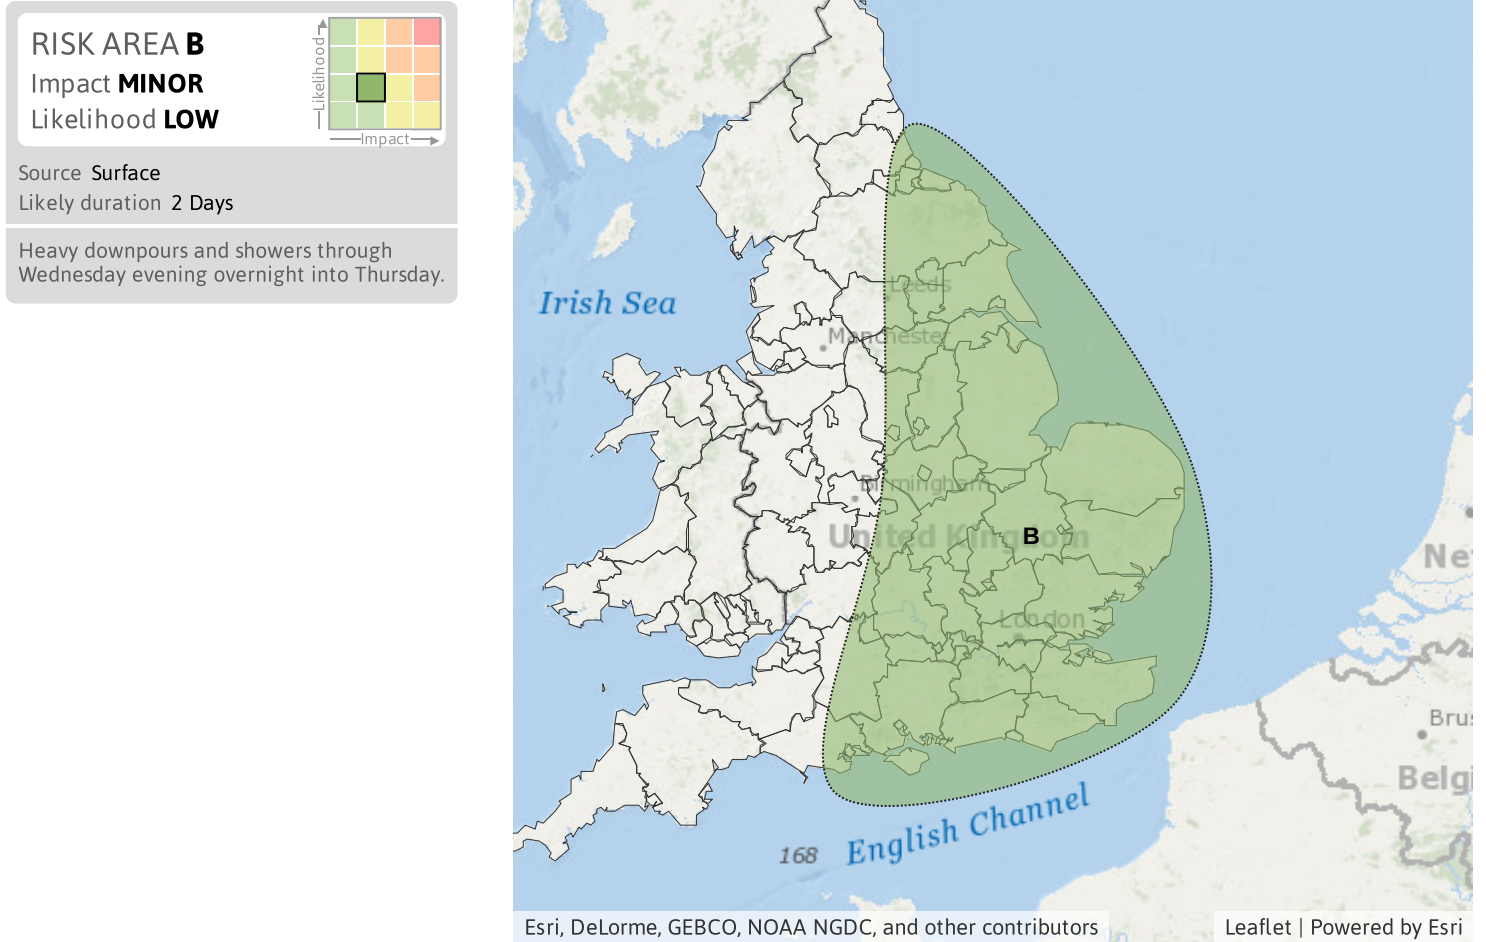 RISK AREA B
Impact MINOR
Likelihood LOW
Likelihood
Impact
Source Surface
Likely duration 2 Days
Heavy downpours and showers through
Wednesday evening overnight into Thursday.
Irish Sea
Leeds
Manchester
Birmingham
United Kingdom
B
London
Net
Brus
Belgi
English Channel
168
Esri, DeLorme, GEBCO, NOAA NGDC, and other contributors
Leaflet | Powered by Esri